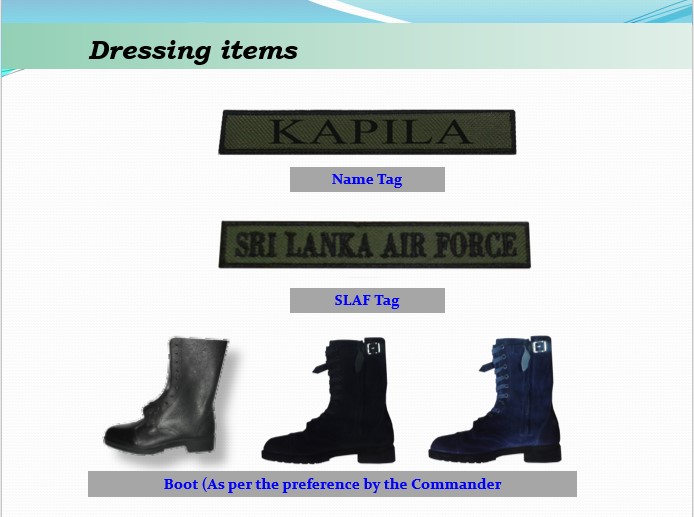 Dressing items
KAPILA
Name Tag
SRI LANKA AIR FORCE
SLAF Tag
Boot (As per the preference by the Commander